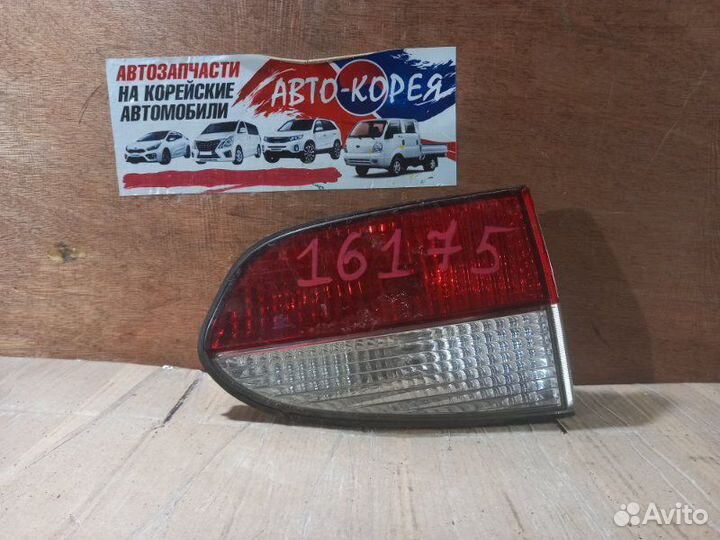 АВТОЗАПЧАСТИ
НА КОРЕЙСКИЕ
АВТОМОБИЛИ
АВТО-КОРЕЯ
16175
Avito